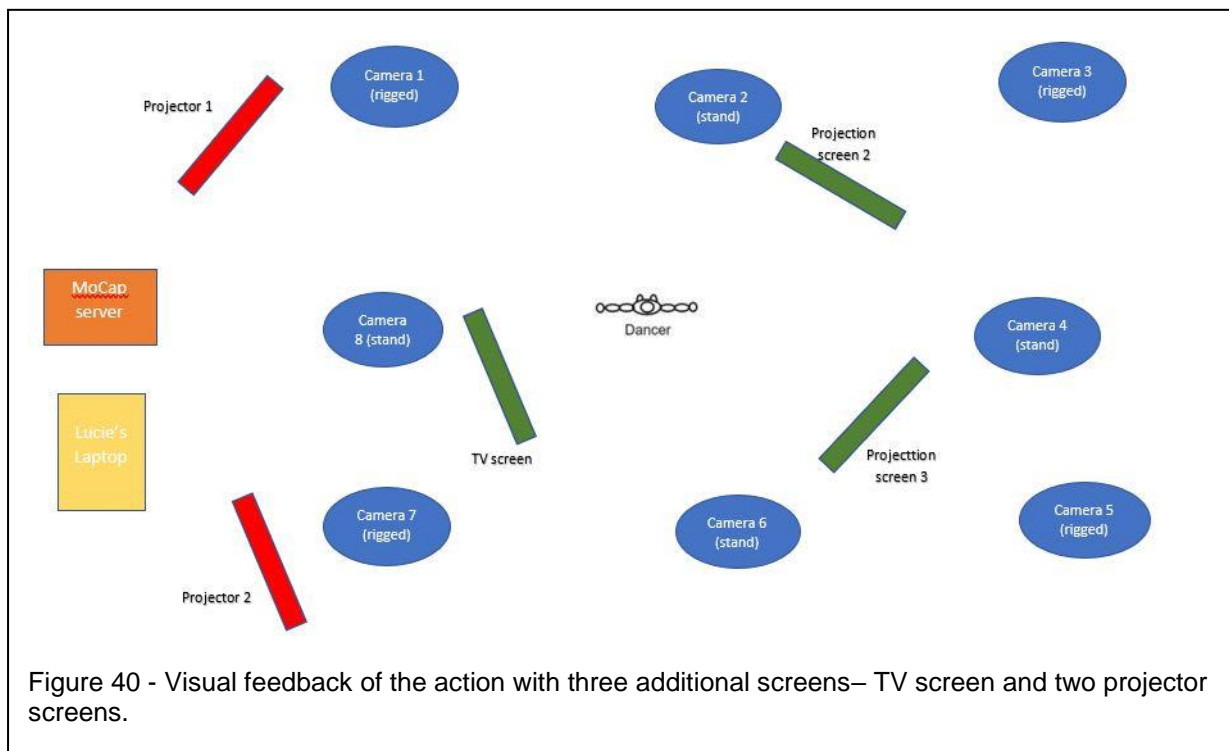 Camera 1
(rigged)
Camera 2
(stand)
Camera 3
(rigged)
Projector 1
Projection
screen 2
MoCap
server
Camera
8 (stand)
Dancer
Camera 4
(stand)
Lucie's
Laptop
TV screen
Projecttion
screen 3
Camera 7
(rigged)
Camera 6
(stand)
Camera 5
(rigged)
Projector 2
Figure 40 - Visual feedback of the action with three additional screens– TV screen and two projector
screens.